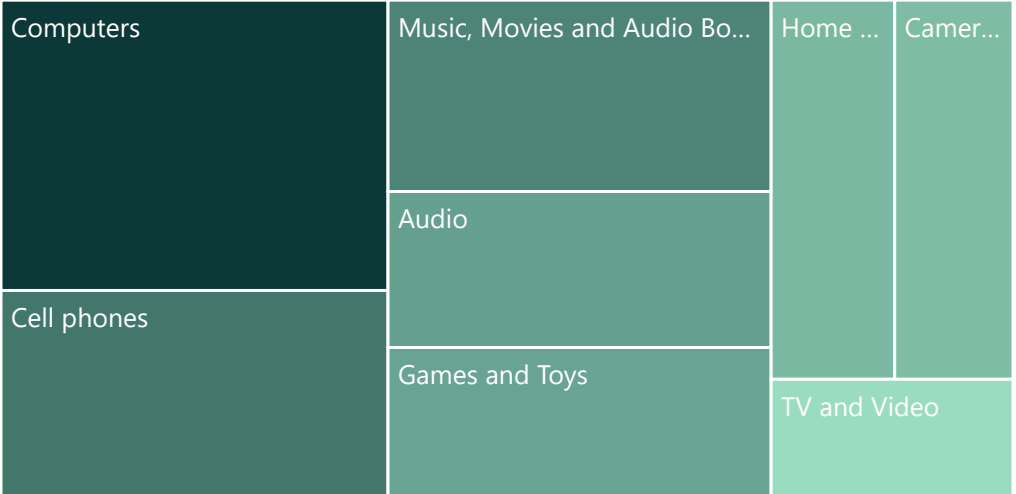 Computers
Music, Movies and Audio Bo...
Home ...
Camer...
Audio
Cell phones
Games and Toys
TV and Video